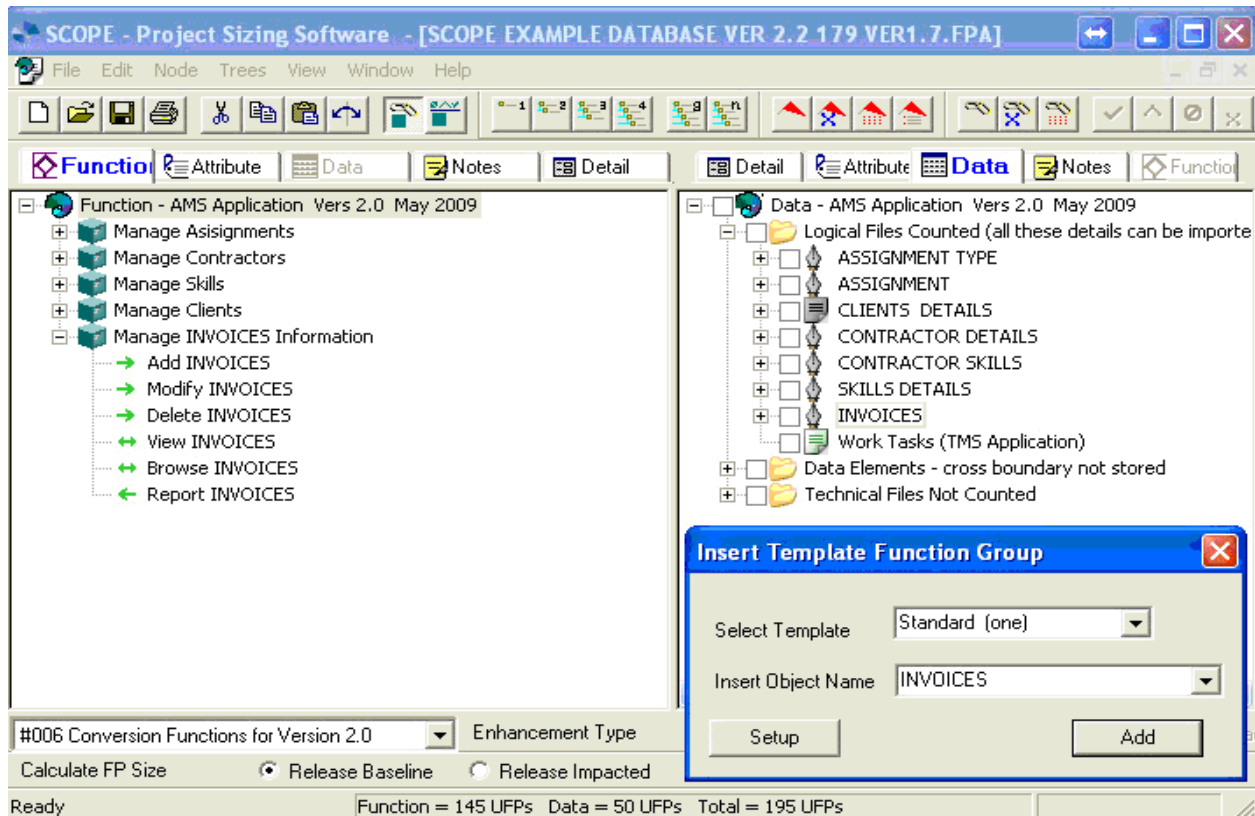 SCOPE - Project Sizing Software - [SCOPE EXAMPLE DATABASE VER 2.2 179 VER1.7.FPA]
File Edit Node Trees View Window Help
Function Attribute Data Notes Detail
Detail Attribute Data Notes Function
Function - AMS Application Vers 2.0 May 2009
Manage Asisignments
Manage Contractors
Manage Skills
Manage Clients
Manage INVOICES Information
Add INVOICES
Modify INVOICES
Delete INVOICES
View INVOICES
Browse INVOICES
Report INVOICES
Data - AMS Application Vers 2.0 May 2009
Logical Files Counted (all these details can be importe
ASSIGNMENT TYPE
ASSIGNMENT
CLIENTS DETAILS
CONTRACTOR DETAILS
CONTRACTOR SKILLS
SKILLS DETAILS
INVOICES
Work Tasks (TMS Application)
Data Elements - cross boundary not stored
Technical Files Not Counted
Insert Template Function Group
Select Template Standard (one)
Insert Object Name INVOICES
Setup Add
#006 Conversion Functions for Version 2.0 Enhancement Type
Calculate FP Size Release Baseline Release Impacted
Ready Function = 145 UFPs Data = 50 UFPs Total = 195 UFPs